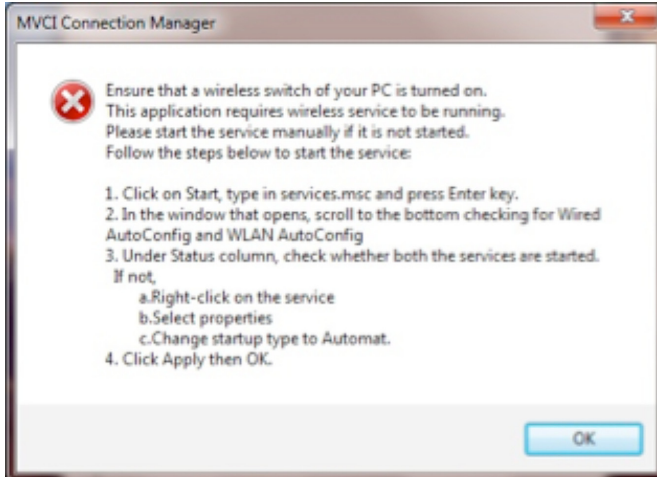 MVCI Connection Manager
Ensure that a wireless switch of your PC is turned on.
This application requires wireless service to be running.
Please start the service manually if it is not started.
Follow the steps below to start the service:
1. Click on Start, type in services.msc and press Enter key.
2. In the window that opens, scroll to the bottom checking for Wired
AutoConfig and WLAN AutoConfig
3. Under Status column, check whether both the services are started.
If not,
a.Right-click on the service
b.Select properties
c.Change startup type to Automat.
4. Click Apply then OK.
OK